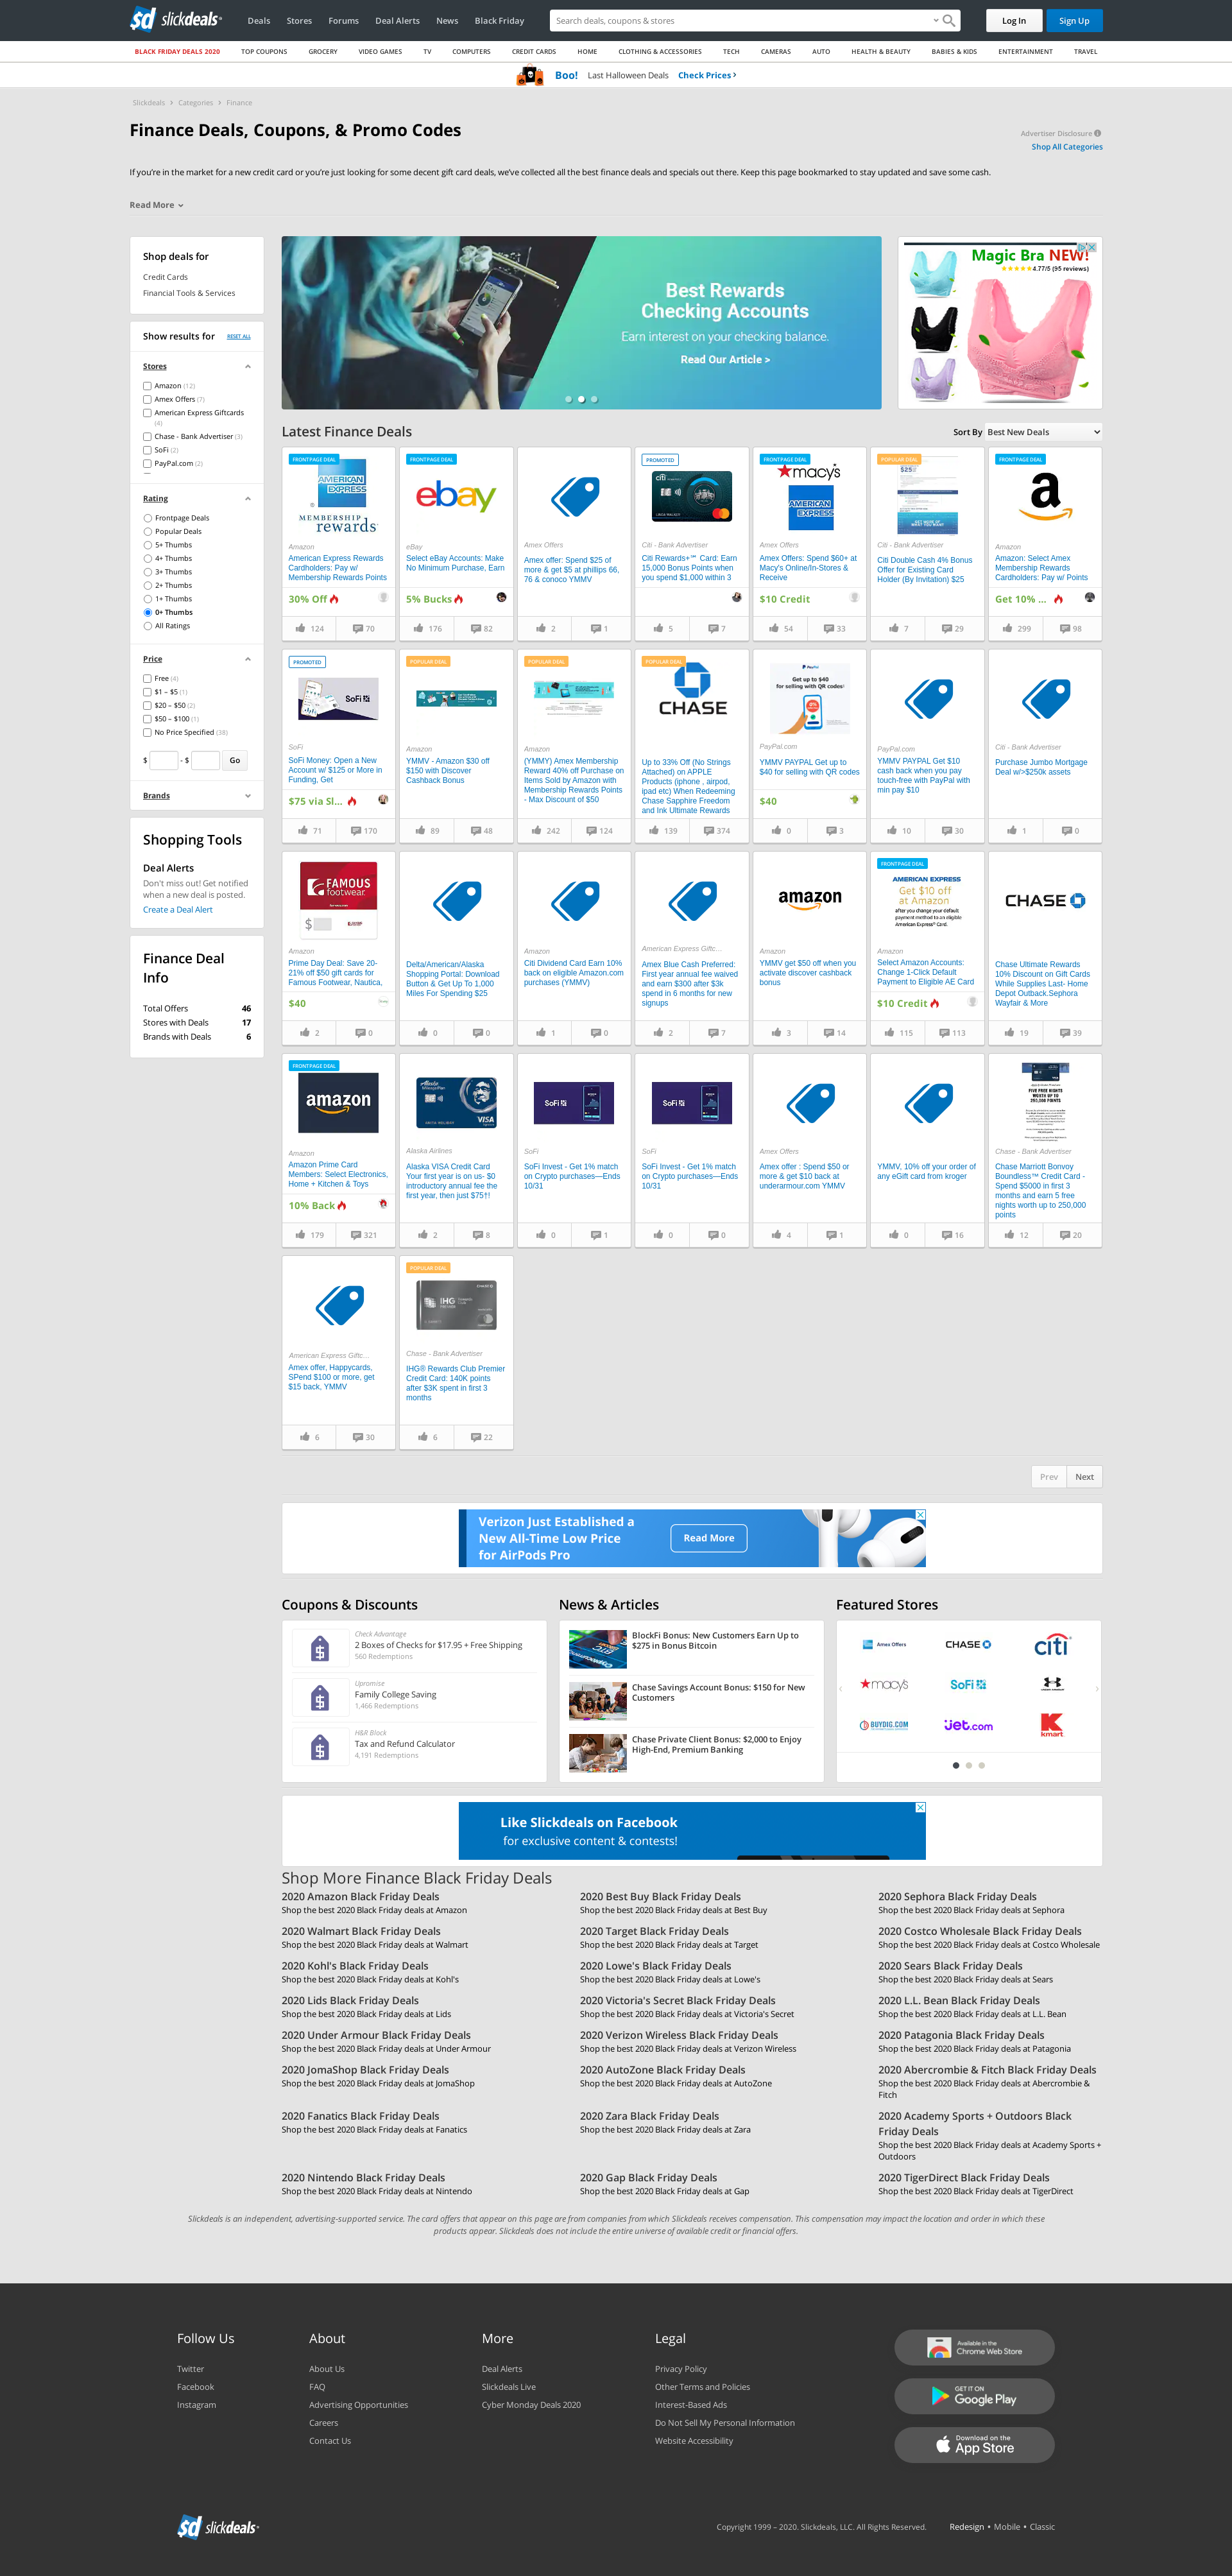 slickdeals
Deals
Stores
Forums
Deal Alerts
News
Black Friday
Search deals, coupons & stores
Log In
Sign Up
BLACK FRIDAY DEALS 2020
TOP COUPONS
GROCERY
VIDEO GAMES
TV
COMPUTERS
CREDIT CARDS
HOME
CLOTHING & ACCESSORIES
TECH
CAMERAS
AUTO
HEALTH & BEAUTY
BABIES & KIDS
ENTERTAINMENT
TRAVEL
Boo! Last Halloween Deals Check Prices
Slickdeals > Categories > Finance
Finance Deals, Coupons, & Promo Codes
Advertiser Disclosure
Shop All Categories
If you're in the market for a new credit card or you're just looking for some decent gift card deals, we've collected all the best finance deals and specials out there. Keep this page bookmarked to stay updated and save some cash.
Read More
Shop deals for
Credit Cards
Financial Tools & Services
Show results for RESET ALL
Stores
Amazon (12)
Amex Offers (7)
American Express Giftcards
(4)
Chase - Bank Advertiser (3)
SoFi (2)
PayPal.com (2)
Rating
Frontpage Deals
Popular Deals
5+ Thumbs
4+ Thumbs
3+ Thumbs
2+ Thumbs
1+ Thumbs
0+ Thumbs
All Ratings
Price
Free (4)
$1 – $5 (1)
$20 – $50 (2)
$50 – $100 (1)
No Price Specified (38)
$ - $ Go
Brands
Shopping Tools
Deal Alerts
Don't miss out! Get notified
when a new deal is posted.
Create a Deal Alert
Finance Deal
Info
Total Offers 46
Stores with Deals 17
Brands with Deals 6
Best Rewards
Checking Accounts
Earn interest on your checking balance.
Read Our Article >
Magic Bra NEW!
4.77/5 (95 reviews)
Latest Finance Deals
Sort By Best New Deals
FRONTPAGE DEAL
AMERICAN EXPRESS
MEMBERSHIP rewards
Amazon
American Express Rewards
Cardholders: Pay w/
Membership Rewards Points
30% Off
124 70
FRONTPAGE DEAL
ebay
eBay
Select eBay Accounts: Make
No Minimum Purchase, Earn
5% Bucks
176 82
Amex Offers
Amex offer: Spend $25 of
more & get $5 at phillips 66,
76 & conoco YMMV
2 1
PROMOTED
citi
Citi - Bank Advertiser
Citi Rewards+℠ Card: Earn
15,000 Bonus Points when
you spend $1,000 within 3
5 7
FRONTPAGE DEAL
macy's
AMERICAN EXPRESS
Amex Offers
Amex Offers: Spend $60+ at
Macy's Online/In-Stores &
Receive
$10 Credit
54 33
POPULAR DEAL
$25
Citi - Bank Advertiser
Citi Double Cash 4% Bonus
Offer for Existing Card
Holder (By Invitation) $25
7 29
FRONTPAGE DEAL
a
Amazon
Amazon: Select Amex
Membership Rewards
Cardholders: Pay w/ Points
Get 10% ...
299 98
PROMOTED
SoFi
SoFi
SoFi Money: Open a New
Account w/ $125 or More in
Funding, Get
$75 via Sl...
71 170
POPULAR DEAL
Amazon
YMMV - Amazon $30 off
$150 with Discover
Cashback Bonus
89 48
POPULAR DEAL
Amazon
(YMMY) Amex Membership
Reward 40% off Purchase on
Items Sold by Amazon with
Membership Rewards Points
- Max Discount of $50
242 124
POPULAR DEAL
CHASE
Up to 33% Off (No Strings
Attached) on APPLE
Products (iphone , airpod,
ipad etc) When Redeeming
Chase Sapphire Freedom
and Ink Ultimate Rewards
139 374
PayPal
Get up to $40
for selling with QR codes
PayPal.com
YMMV PAYPAL Get up to
$40 for selling with QR codes
$40
0 3
PayPal.com
YMMV PAYPAL Get $10
cash back when you pay
touch-free with PayPal with
min pay $10
10 30
Citi - Bank Advertiser
Purchase Jumbo Mortgage
Deal w/>$250k assets
1 0
FAMOUS
footwear
$
Amazon
Prime Day Deal: Save 20-
21% off $50 gift cards for
Famous Footwear, Nautica,
$40
2 0
Delta/American/Alaska
Shopping Portal: Download
Button & Get Up To 1,000
Miles For Spending $25
0 0
Amazon
Citi Dividend Card Earn 10%
back on eligible Amazon.com
purchases (YMMV)
1 0
American Express Giftc...
Amex Blue Cash Preferred:
First year annual fee waived
and earn $300 after $3k
spend in 6 months for new
signups
2 7
amazon
Amazon
YMMV get $50 off when you
activate discover cashback
bonus
3 14
FRONTPAGE DEAL
AMERICAN EXPRESS
Get $10 off
at Amazon
after you change your default
payment method to an eligible
American Express® Card.
Amazon
Select Amazon Accounts:
Change 1-Click Default
Payment to Eligible AE Card
$10 Credit
115 113
CHASE
Chase Ultimate Rewards
10% Discount on Gift Cards
While Supplies Last- Home
Depot Outback.Sephora
Wayfair & More
19 39
FRONTPAGE DEAL
amazon
Amazon
Amazon Prime Card
Members: Select Electronics,
Home + Kitchen & Toys
10% Back
179 321
Alaska
VISA
Alaska Airlines
Alaska VISA Credit Card
Your first year is on us- $0
introductory annual fee the
first year, then just $75†!
2 8
SoFi
SoFi
SoFi Invest - Get 1% match
on Crypto purchases—Ends
10/31
0 1
SoFi
SoFi
SoFi Invest - Get 1% match
on Crypto purchases—Ends
10/31
0 0
Amex Offers
Amex offer : Spend $50 or
more & get $10 back at
underarmour.com YMMV
4 1
YMMV, 10% off your order of
any eGift card from kroger
0 16
FIVE FREE NIGHTS
WORTH UP TO
250,000 POINTS
Chase - Bank Advertiser
Chase Marriott Bonvoy
Boundless™ Credit Card -
Spend $5000 in first 3
months and earn 5 free
nights worth up to 250,000
points
12 20
American Express Giftc...
Amex offer, Happycards,
SPend $100 or more, get
$15 back, YMMV
6 30
POPULAR DEAL
IHG
Chase - Bank Advertiser
IHG® Rewards Club Premier
Credit Card: 140K points
after $3K spent in first 3
months
6 22
Prev Next
Verizon Just Established a
New All-Time Low Price
for AirPods Pro
Read More
Coupons & Discounts
Check Advantage
2 Boxes of Checks for $17.95 + Free Shipping
560 Redemptions
Upromise
Family College Saving
1,466 Redemptions
H&R Block
Tax and Refund Calculator
4,191 Redemptions
News & Articles
BlockFi Bonus: New Customers Earn Up to
$275 in Bonus Bitcoin
Chase Savings Account Bonus: $150 for New
Customers
Chase Private Client Bonus: $2,000 to Enjoy
High-End, Premium Banking
Featured Stores
Amex Offers
CHASE
citi
macy's
SoFi
UNDER ARMOUR
BUYDIG.COM
jet.com
kmart
Like Slickdeals on Facebook
for exclusive content & contests!
Shop More Finance Black Friday Deals
2020 Amazon Black Friday Deals
Shop the best 2020 Black Friday deals at Amazon
2020 Best Buy Black Friday Deals
Shop the best 2020 Black Friday deals at Best Buy
2020 Sephora Black Friday Deals
Shop the best 2020 Black Friday deals at Sephora
2020 Walmart Black Friday Deals
Shop the best 2020 Black Friday deals at Walmart
2020 Target Black Friday Deals
Shop the best 2020 Black Friday deals at Target
2020 Costco Wholesale Black Friday Deals
Shop the best 2020 Black Friday deals at Costco Wholesale
2020 Kohl's Black Friday Deals
Shop the best 2020 Black Friday deals at Kohl's
2020 Lowe's Black Friday Deals
Shop the best 2020 Black Friday deals at Lowe's
2020 Sears Black Friday Deals
Shop the best 2020 Black Friday deals at Sears
2020 Lids Black Friday Deals
Shop the best 2020 Black Friday deals at Lids
2020 Victoria's Secret Black Friday Deals
Shop the best 2020 Black Friday deals at Victoria's Secret
2020 L.L. Bean Black Friday Deals
Shop the best 2020 Black Friday deals at L.L. Bean
2020 Under Armour Black Friday Deals
Shop the best 2020 Black Friday deals at Under Armour
2020 Verizon Wireless Black Friday Deals
Shop the best 2020 Black Friday deals at Verizon Wireless
2020 Patagonia Black Friday Deals
Shop the best 2020 Black Friday deals at Patagonia
2020 JomaShop Black Friday Deals
Shop the best 2020 Black Friday deals at JomaShop
2020 AutoZone Black Friday Deals
Shop the best 2020 Black Friday deals at AutoZone
2020 Abercrombie & Fitch Black Friday Deals
Shop the best 2020 Black Friday deals at Abercrombie &
Fitch
2020 Fanatics Black Friday Deals
Shop the best 2020 Black Friday deals at Fanatics
2020 Zara Black Friday Deals
Shop the best 2020 Black Friday deals at Zara
2020 Academy Sports + Outdoors Black
Friday Deals
Shop the best 2020 Black Friday deals at Academy Sports +
Outdoors
2020 Nintendo Black Friday Deals
Shop the best 2020 Black Friday deals at Nintendo
2020 Gap Black Friday Deals
Shop the best 2020 Black Friday deals at Gap
2020 TigerDirect Black Friday Deals
Shop the best 2020 Black Friday deals at TigerDirect
Slickdeals is an independent, advertising-supported service. The card offers that appear on this page are from companies from which Slickdeals receives compensation. This compensation may impact the location and order in which these
products appear. Slickdeals does not include the entire universe of available credit or financial offers.
Follow Us
Twitter
Facebook
Instagram
About
About Us
FAQ
Advertising Opportunities
Careers
Contact Us
More
Deal Alerts
Slickdeals Live
Cyber Monday Deals 2020
Legal
Privacy Policy
Other Terms and Policies
Interest-Based Ads
Do Not Sell My Personal Information
Website Accessibility
Available in the
Chrome Web Store
GET IT ON
Google Play
Download on the
App Store
slickdeals
Copyright 1999 – 2020. Slickdeals, LLC. All Rights Reserved.
Redesign • Mobile • Classic